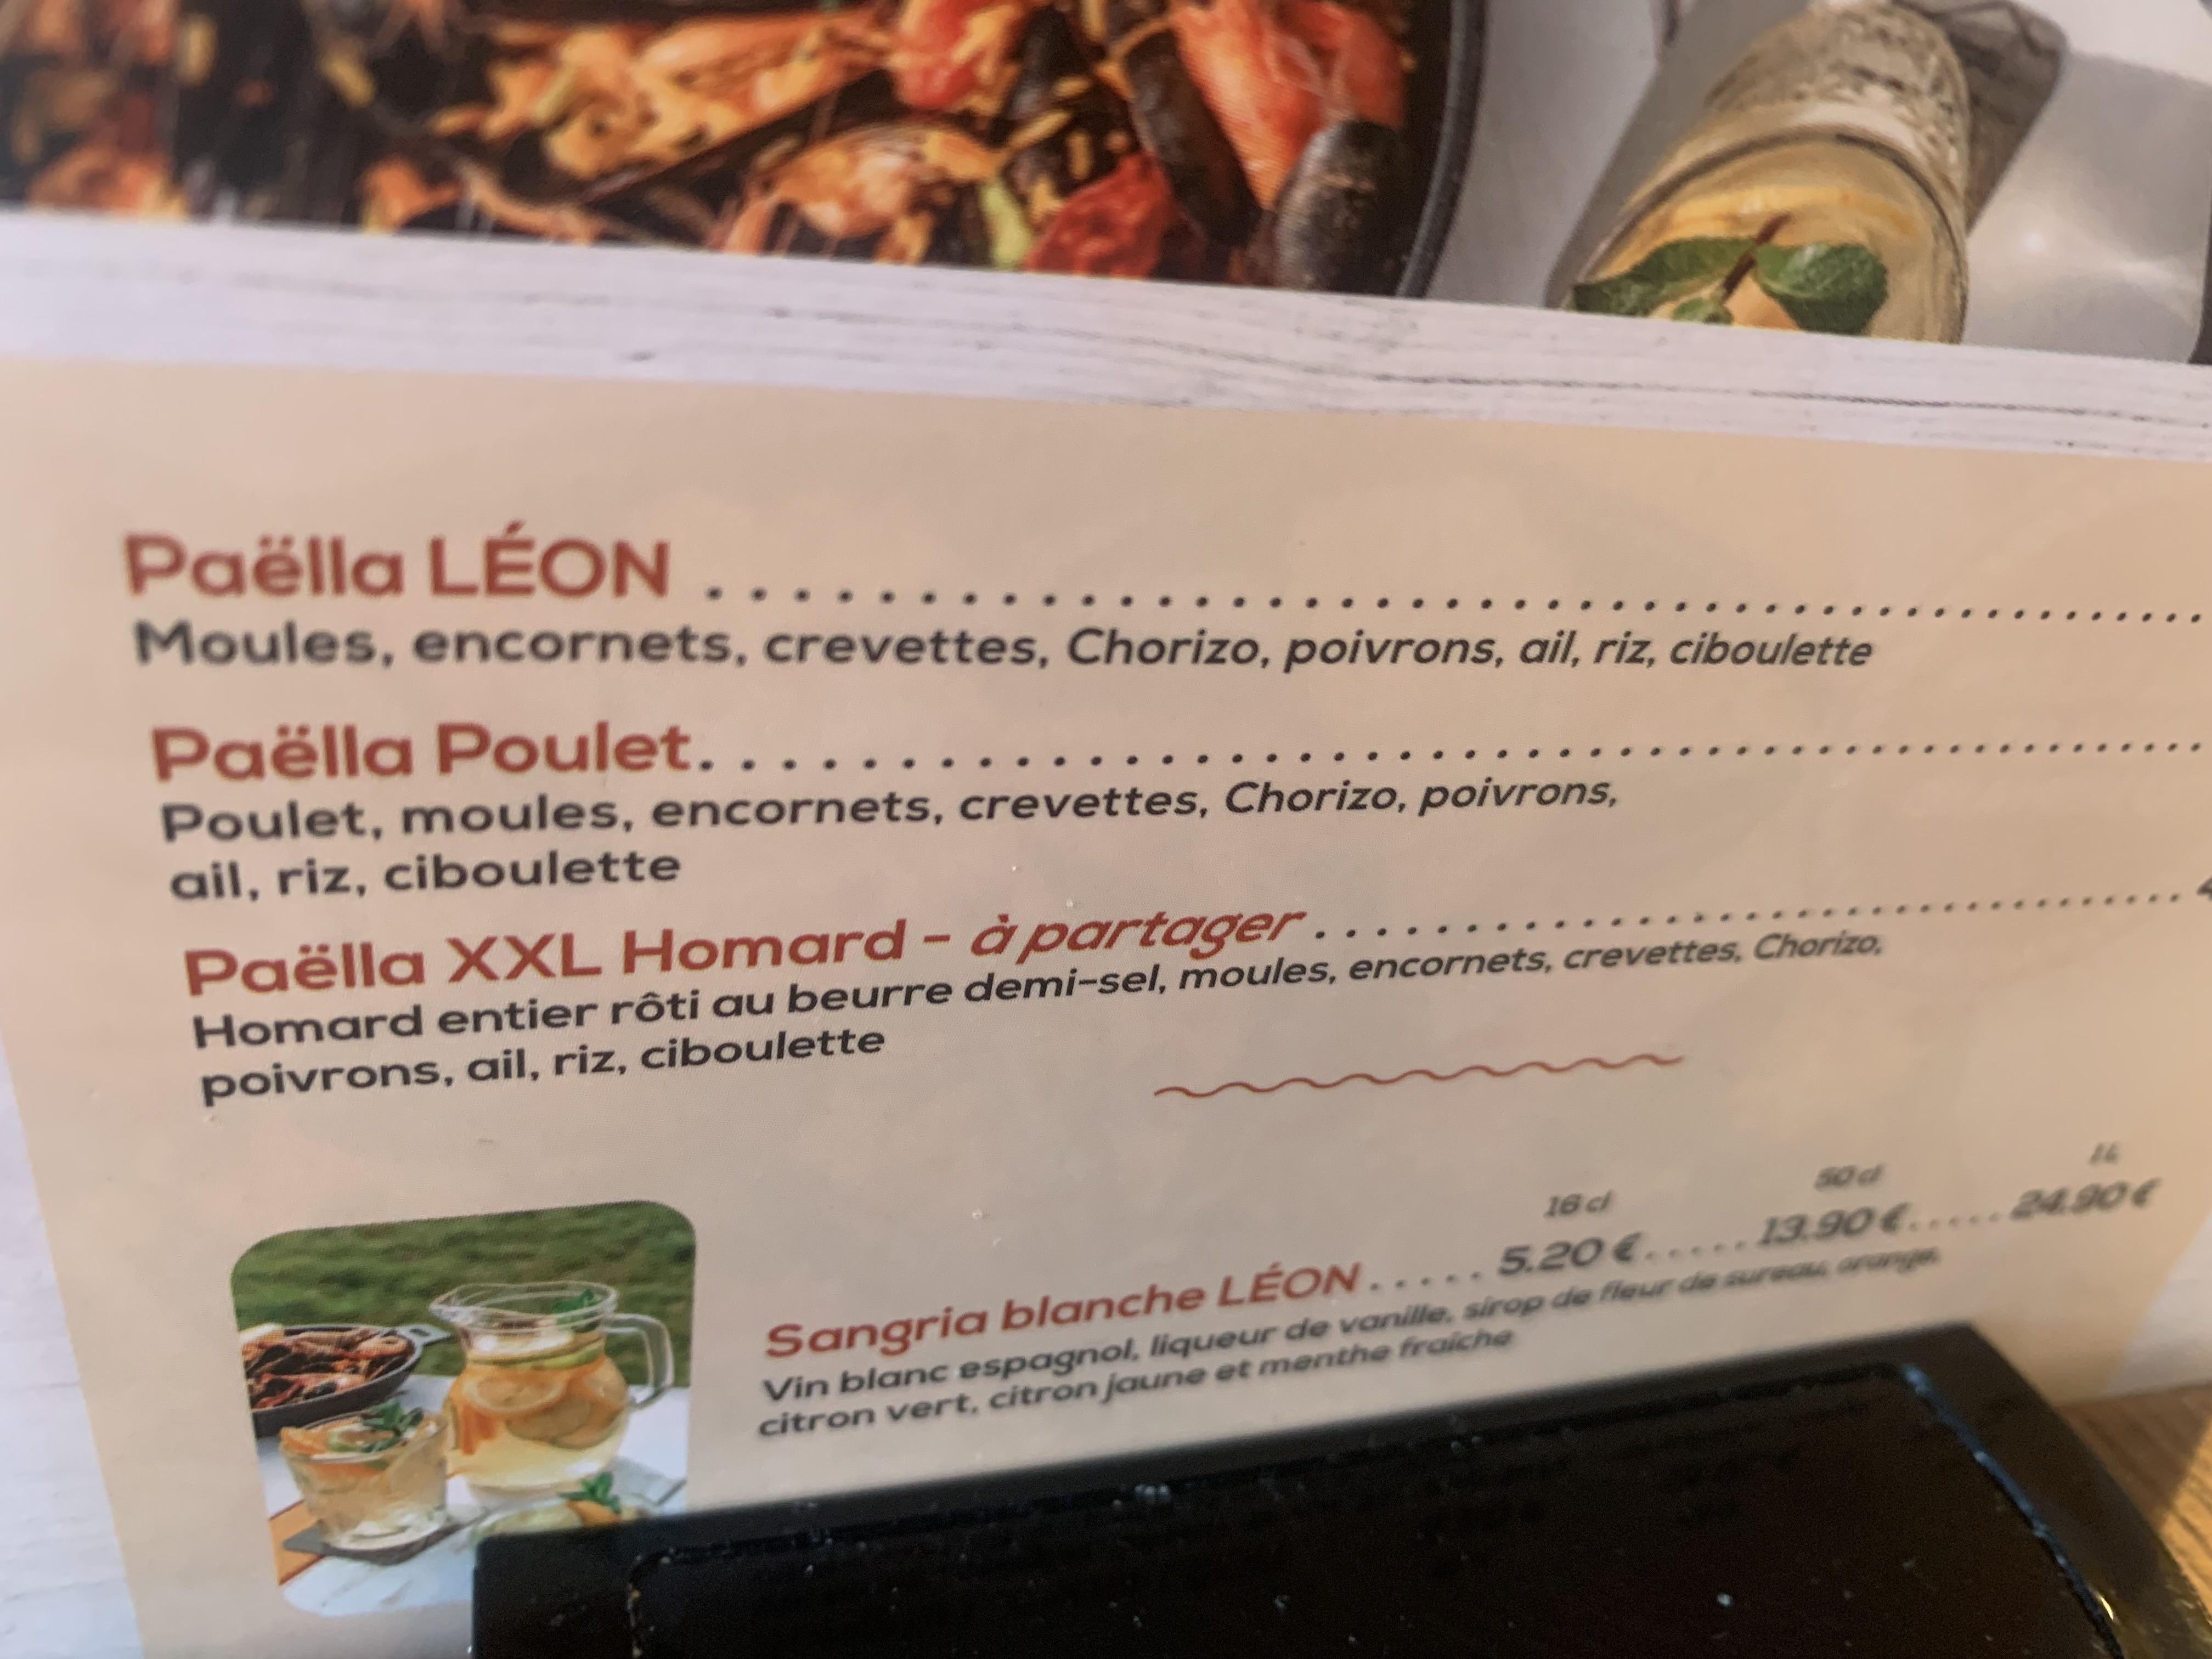 Paëlla LÉON ........................................
Moules, encornets, crevettes, Chorizo, poivrons, ail, riz, ciboulette
Paëlla Poulet........................................
Poulet, moules, encornets, crevettes, Chorizo, poivrons,
ail, riz, ciboulette
Paëlla XXL Homard - à partager ..............................
Homard entier rôti au beurre demi-sel, moules, encornets, crevettes, Chorizo,
poivrons, ail, riz, ciboulette
16 cl 50 cl 1L
Sangria blanche LÉON ..... 5.20 € ..... 13.90 € ..... 24.90 €
Vin blanc espagnol, liqueur de vanille, sirop de fleur de sureau, orange,
citron vert, citron jaune et menthe fraîche